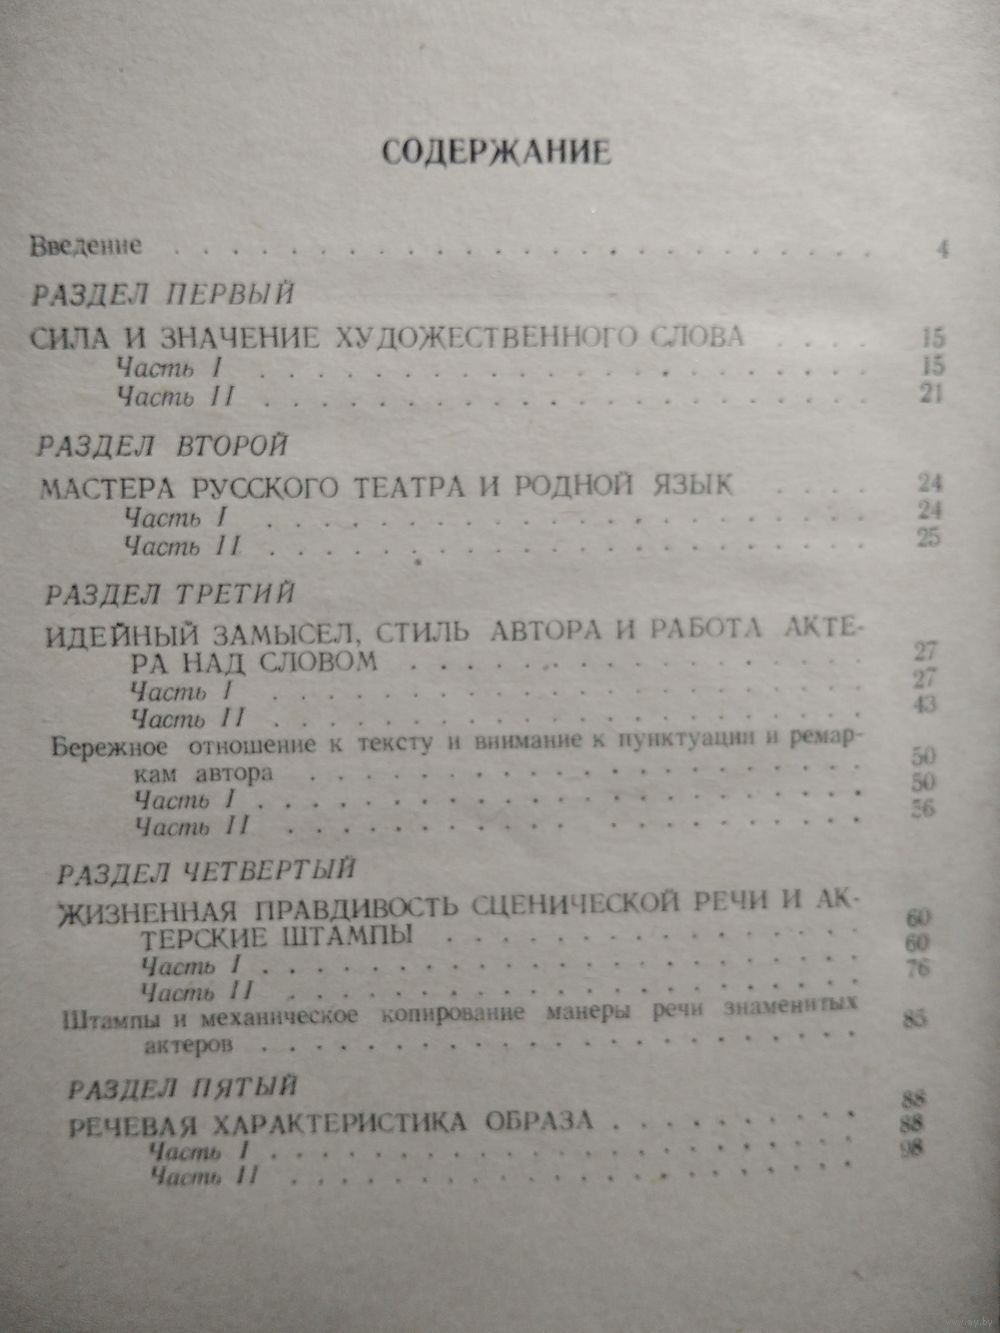 СОДЕРЖАНИЕ
Введение . . . . . . . . . . . . . . . . . . . . . . . . . 4
РАЗДЕЛ ПЕРВЫЙ
СИЛА И ЗНАЧЕНИЕ ХУДОЖЕСТВЕННОГО СЛОВА . . . . 15
Часть I . . . . . . . . . . . . . . . . . . . . . 15
Часть II . . . . . . . . . . . . . . . . . . . . . 21
РАЗДЕЛ ВТОРОЙ
МАСТЕРА РУССКОГО ТЕАТРА И РОДНОЙ ЯЗЫК . . . . 24
Часть I . . . . . . . . . . . . . . . . . . . . . 24
Часть II . . . . . . . . . . . . . . . . . . . . . 25
РАЗДЕЛ ТРЕТИЙ
ИДЕЙНЫЙ ЗАМЫСЕЛ, СТИЛЬ АВТОРА И РАБОТА АКТЕ-
РА НАД СЛОВОМ . . . . . . . . . . . . . . . . 27
Часть I . . . . . . . . . . . . . . . . . . . . . 27
Часть II . . . . . . . . . . . . . . . . . . . . . 43
Бережное отношение к тексту и внимание к пунктуации и ремар-
кам автора . . . . . . . . . . . . . . . . . . . . 50
Часть I . . . . . . . . . . . . . . . . . . . . . 50
Часть II . . . . . . . . . . . . . . . . . . . . . 56
РАЗДЕЛ ЧЕТВЕРТЫЙ
ЖИЗНЕННАЯ ПРАВДИВОСТЬ СЦЕНИЧЕСКОЙ РЕЧИ И АК-
ТЕРСКИЕ ШТАМПЫ . . . . . . . . . . . . . . . 60
Часть I . . . . . . . . . . . . . . . . . . . . . 60
Часть II . . . . . . . . . . . . . . . . . . . . . 76
Штампы и механическое копирование манеры речи знаменитых
актеров . . . . . . . . . . . . . . . . . . . . . 85
РАЗДЕЛ ПЯТЫЙ
РЕЧЕВАЯ ХАРАКТЕРИСТИКА ОБРАЗА . . . . . . . . . 88
Часть I . . . . . . . . . . . . . . . . . . . . . 88
Часть II . . . . . . . . . . . . . . . . . . . . . 98
www.ay.by